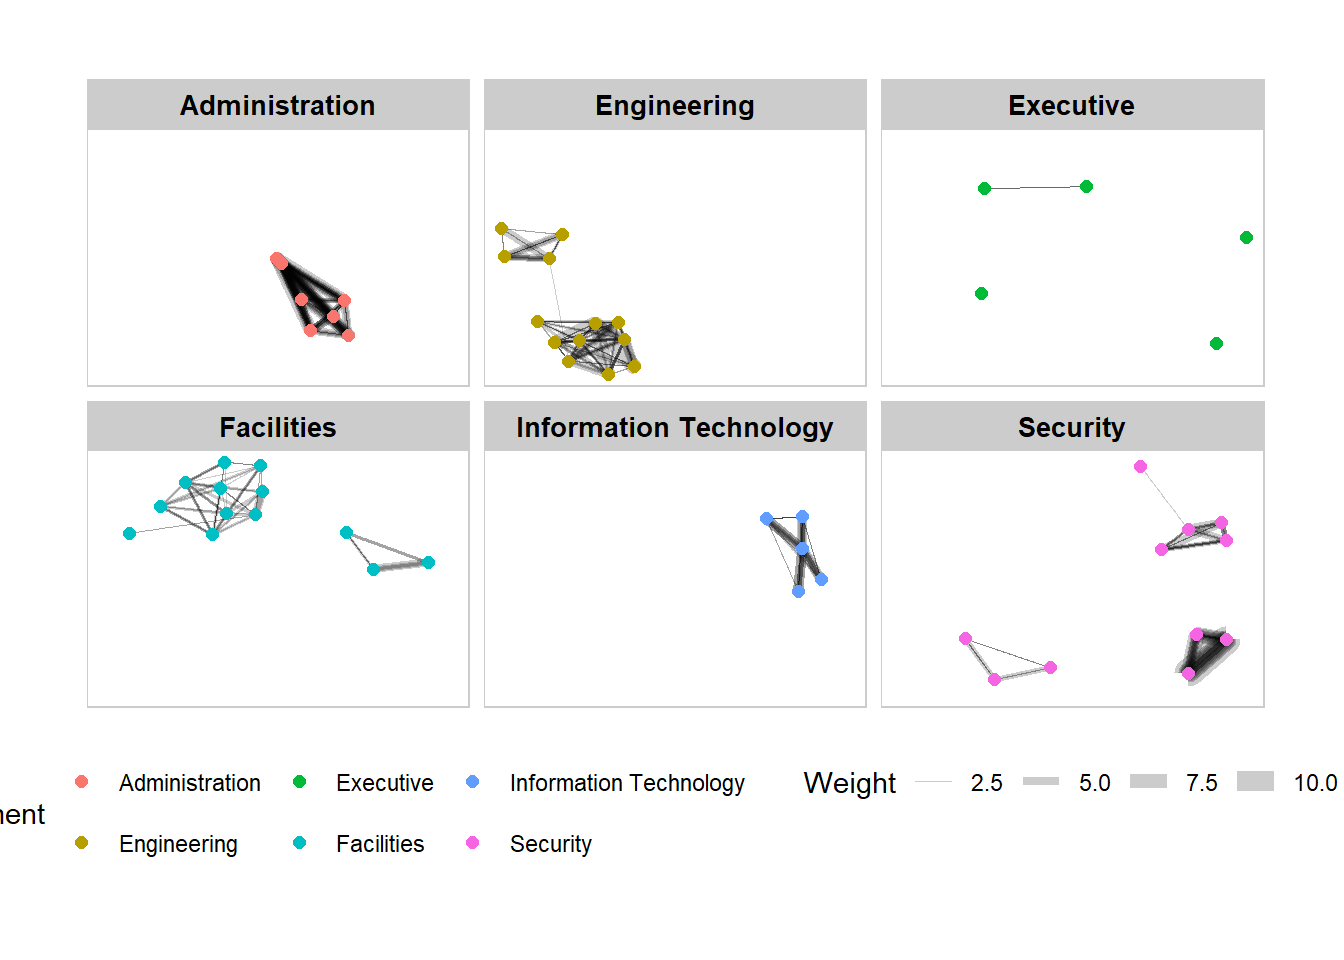 Administration Engineering Executive
Facilities Information Technology Security
Administration Executive Information Technology Weight 2.5 5.0 7.5 10.0
Engineering Facilities Security